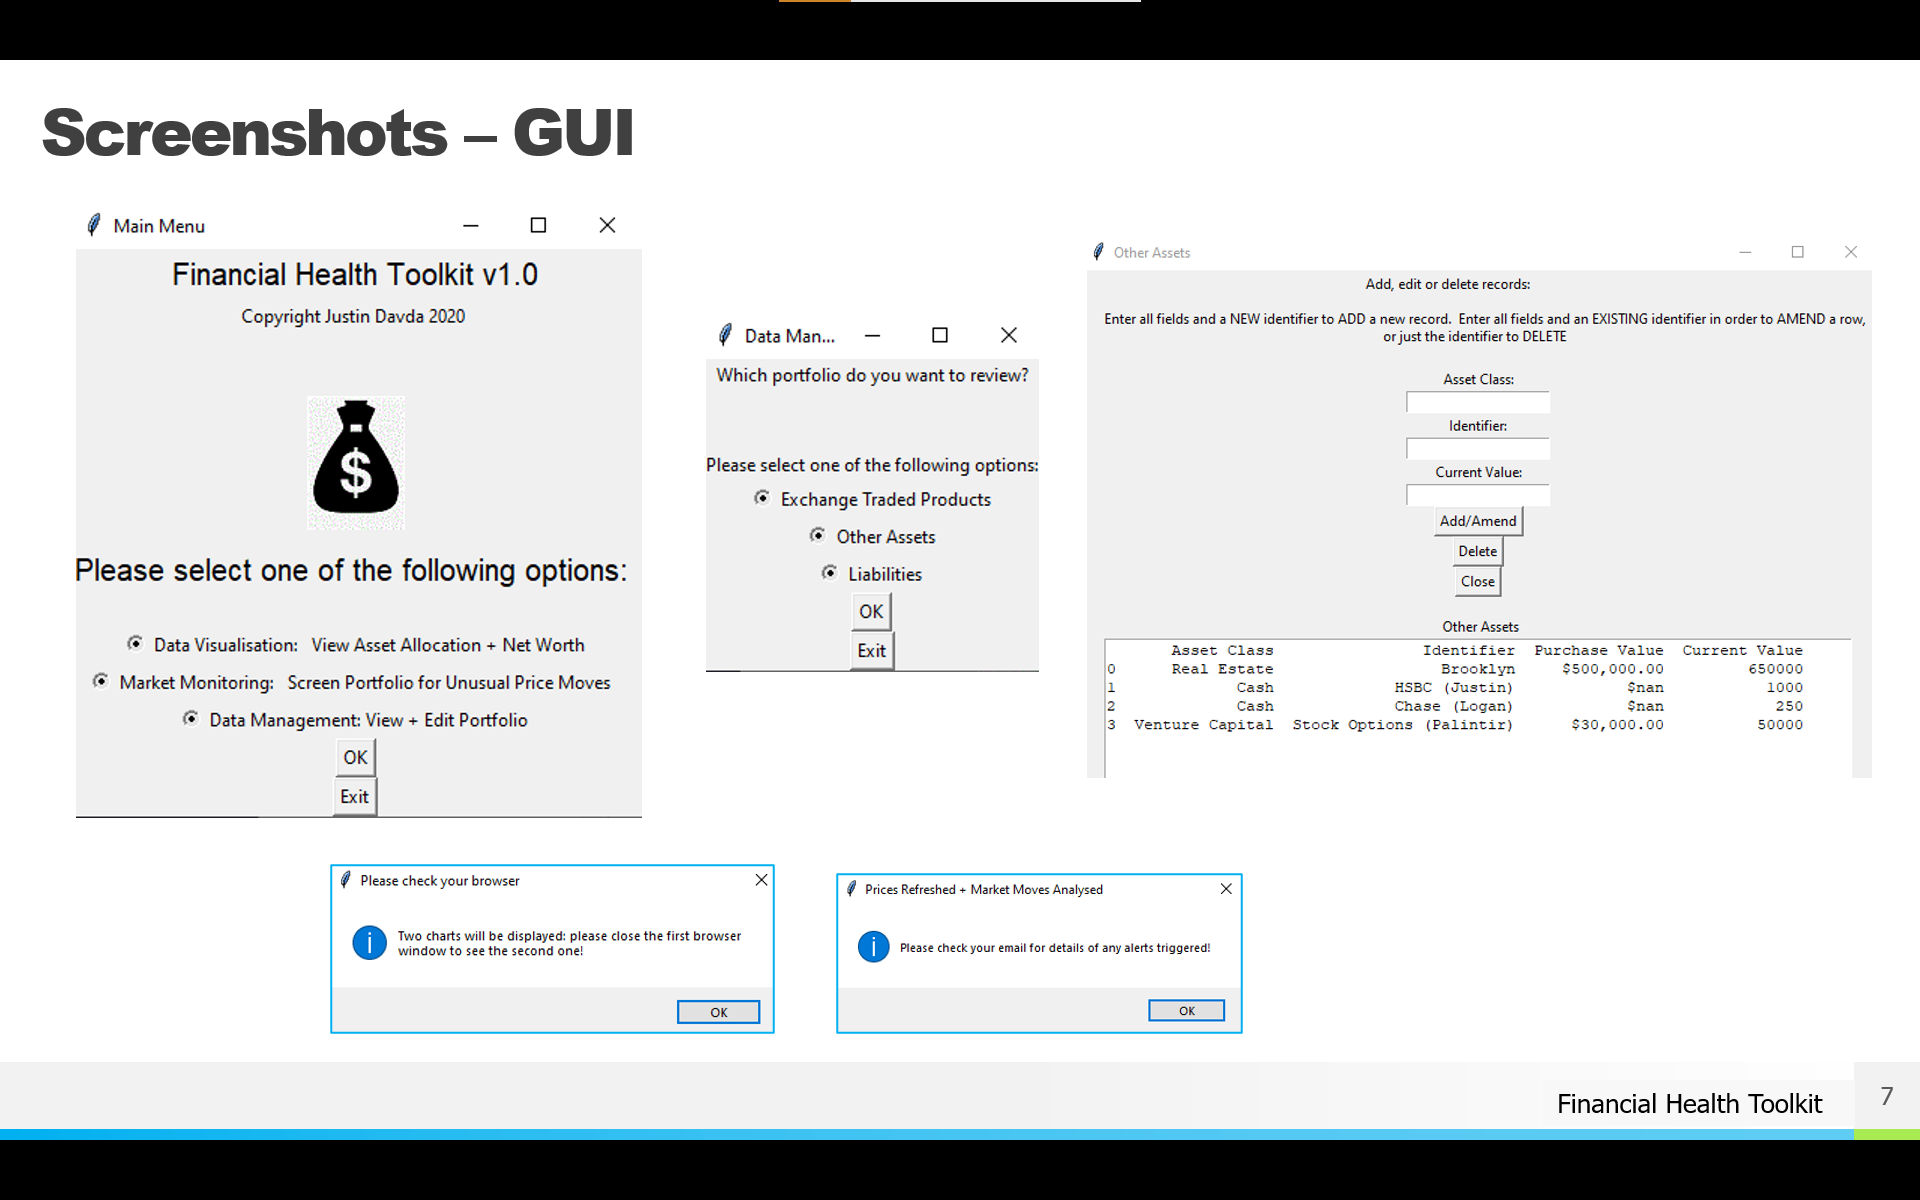 Screenshots – GUI
Main Menu
Financial Health Toolkit v1.0
Copyright Justin Davda 2020
$
Please select one of the following options:
Data Visualisation: View Asset Allocation + Net Worth
Market Monitoring: Screen Portfolio for Unusual Price Moves
Data Management: View + Edit Portfolio
OK
Exit
Data Man...
Which portfolio do you want to review?
Please select one of the following options:
Exchange Traded Products
Other Assets
Liabilities
OK
Exit
Other Assets
Add, edit or delete records:
Enter all fields and a NEW identifier to ADD a new record. Enter all fields and an EXISTING identifier in order to AMEND a row,
or just the identifier to DELETE
Asset Class:
Identifier:
Current Value:
Add/Amend
Delete
Close
Other Assets
Asset Class Identifier Purchase Value Current Value
0 Real Estate Brooklyn $500,000.00 650000
1 Cash HSBC (Justin) $nan 1000
2 Cash Chase (Logan) $nan 250
3 Venture Capital Stock Options (Palintir) $30,000.00 50000
Please check your browser
Two charts will be displayed: please close the first browser
window to see the second one!
OK
Prices Refreshed + Market Moves Analysed
Please check your email for details of any alerts triggered!
OK
Financial Health Toolkit
7